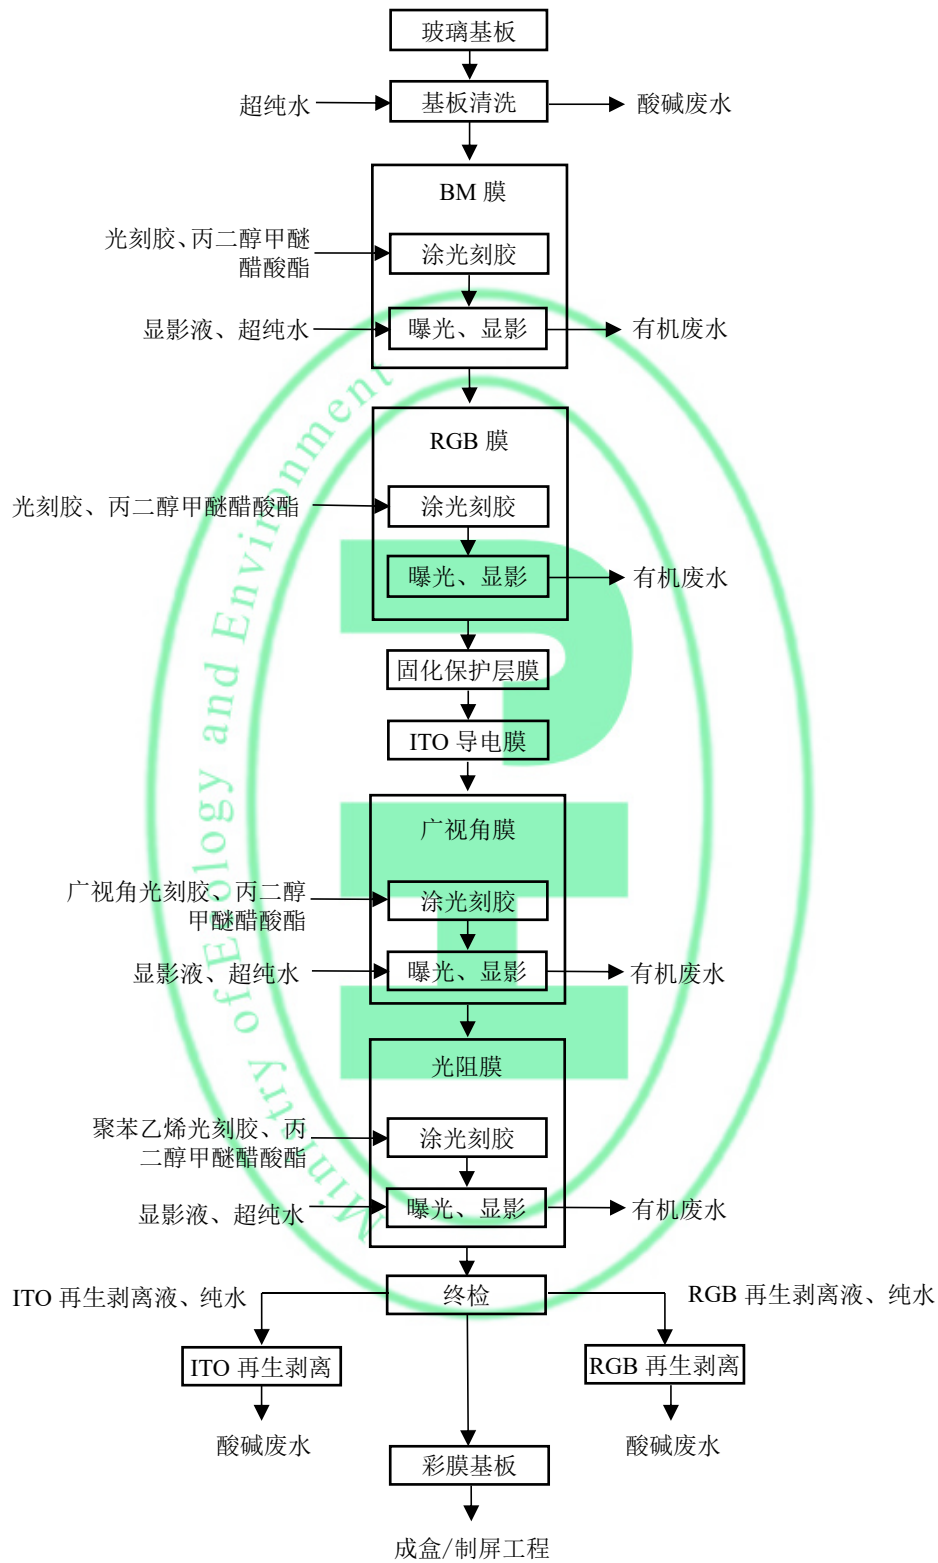 玻璃基板
超纯水
基板清洗
酸碱废水
BM 膜
光刻胶、丙二醇甲醚
醋酸酯
涂光刻胶
显影液、超纯水
曝光、显影
有机废水
RGB 膜
光刻胶、丙二醇甲醚醋酸酯
涂光刻胶
曝光、显影
有机废水
固化保护层膜
ITO 导电膜
广视角膜
广视角光刻胶、丙二醇
甲醚醋酸酯
涂光刻胶
显影液、超纯水
曝光、显影
有机废水
光阻膜
聚苯乙烯光刻胶、丙
二醇甲醚醋酸酯
涂光刻胶
显影液、超纯水
曝光、显影
有机废水
ITO 再生剥离液、纯水
终检
RGB 再生剥离液、纯水
ITO 再生剥离
RGB 再生剥离
酸碱废水
酸碱废水
彩膜基板
成盒/制屏工程
Ministry of Ecology and Environment